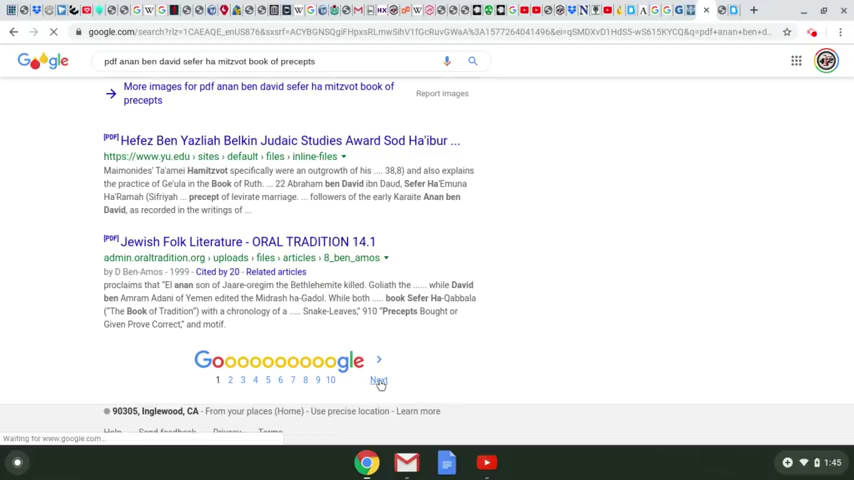 google.com/search?rlz=1CAEAQE_enUS876&sxsrf=ACYBGNSQgiFHpxsRLmwSihV1fGcRuvGWaA%3A1577264041496&ei=qSMDXvD1HdS5-wS615KYCQ&q=pdf+anan+ben+d...
Google
pdf anan ben david sefer ha mitzvot book of precepts
More images for pdf anan ben david sefer ha mitzvot book of
precepts
Report images
[PDF] Hefez Ben Yazliah Belkin Judaic Studies Award Sod Ha'ibur ...
https://www.yu.edu › sites › default › files › inline-files
Maimonides' Ta'amei Hamitzvot specifically were an outgrowth of his .... 38,8) and also explains
the practice of Ge'ula in the Book of Ruth. ... 22 Abraham ben David ibn Daud, Sefer Ha'Emuna
Ha'Ramah (Sifriyah ... precept of levirate marriage. ... followers of the early Karaite Anan ben
David, as recorded in the writings of ...
[PDF] Jewish Folk Literature - ORAL TRADITION 14.1
admin.oraltradition.org › uploads › files › articles › 8_ben_amos
by D Ben-Amos - 1999 - Cited by 20 - Related articles
proclaims that "El anan son of Jaare-oregim the Bethlehemite killed. Goliath the ...... while David
ben Amram Adani of Yemen edited the Midrash ha-Gadol. While both ..... book Sefer Ha-Qabbala
("The Book of Tradition") with a chronology of a ..... Snake-Leaves," 910 "Precepts Bought or
Given Prove Correct," and motif.
Goooooooooogle
1 2 3 4 5 6 7 8 9 10 Next
90305, Inglewood, CA - From your places (Home) - Use precise location - Learn more
Help Send feedback Privacy Terms
Waiting for www.google.com...
1:45